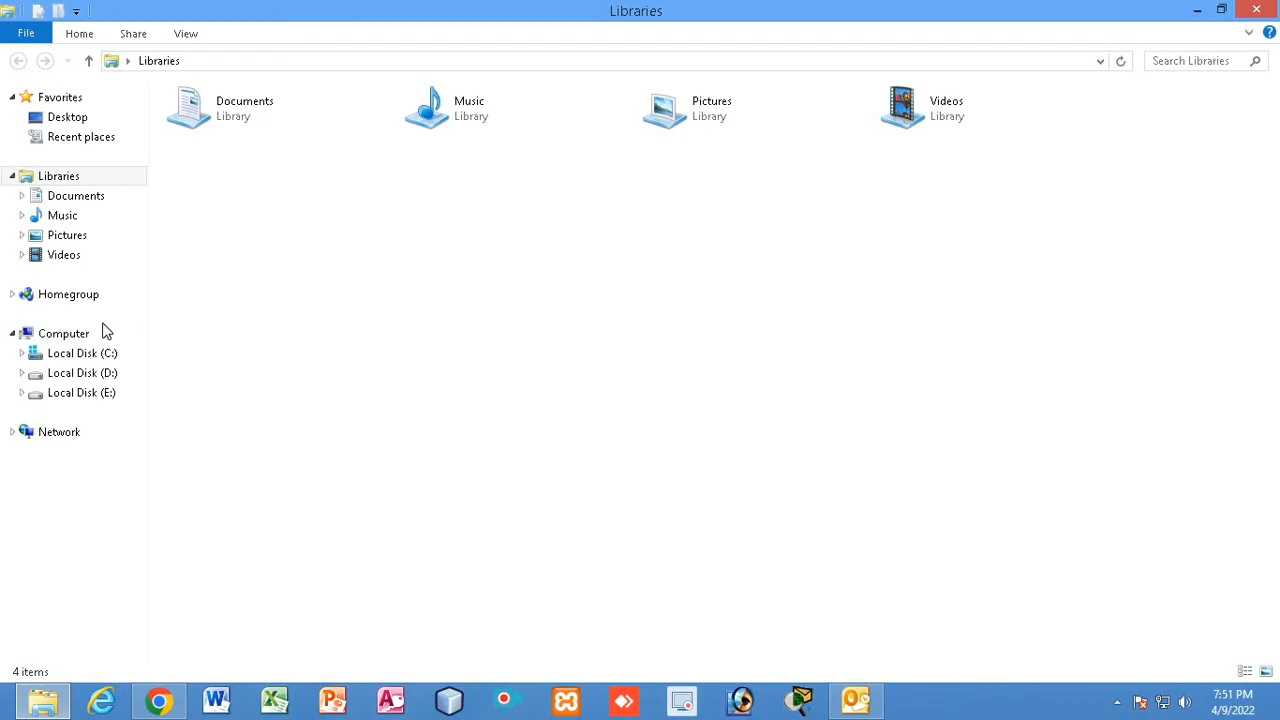 Libraries
File Home Share View
Libraries Search Libraries
Favorites
Desktop
Recent places
Libraries
Documents
Music
Pictures
Videos
Homegroup
Computer
Local Disk (C:)
Local Disk (D:)
Local Disk (E:)
Network
Documents
Library
Music
Library
Pictures
Library
Videos
Library
4 items
7:51 PM
4/9/2022